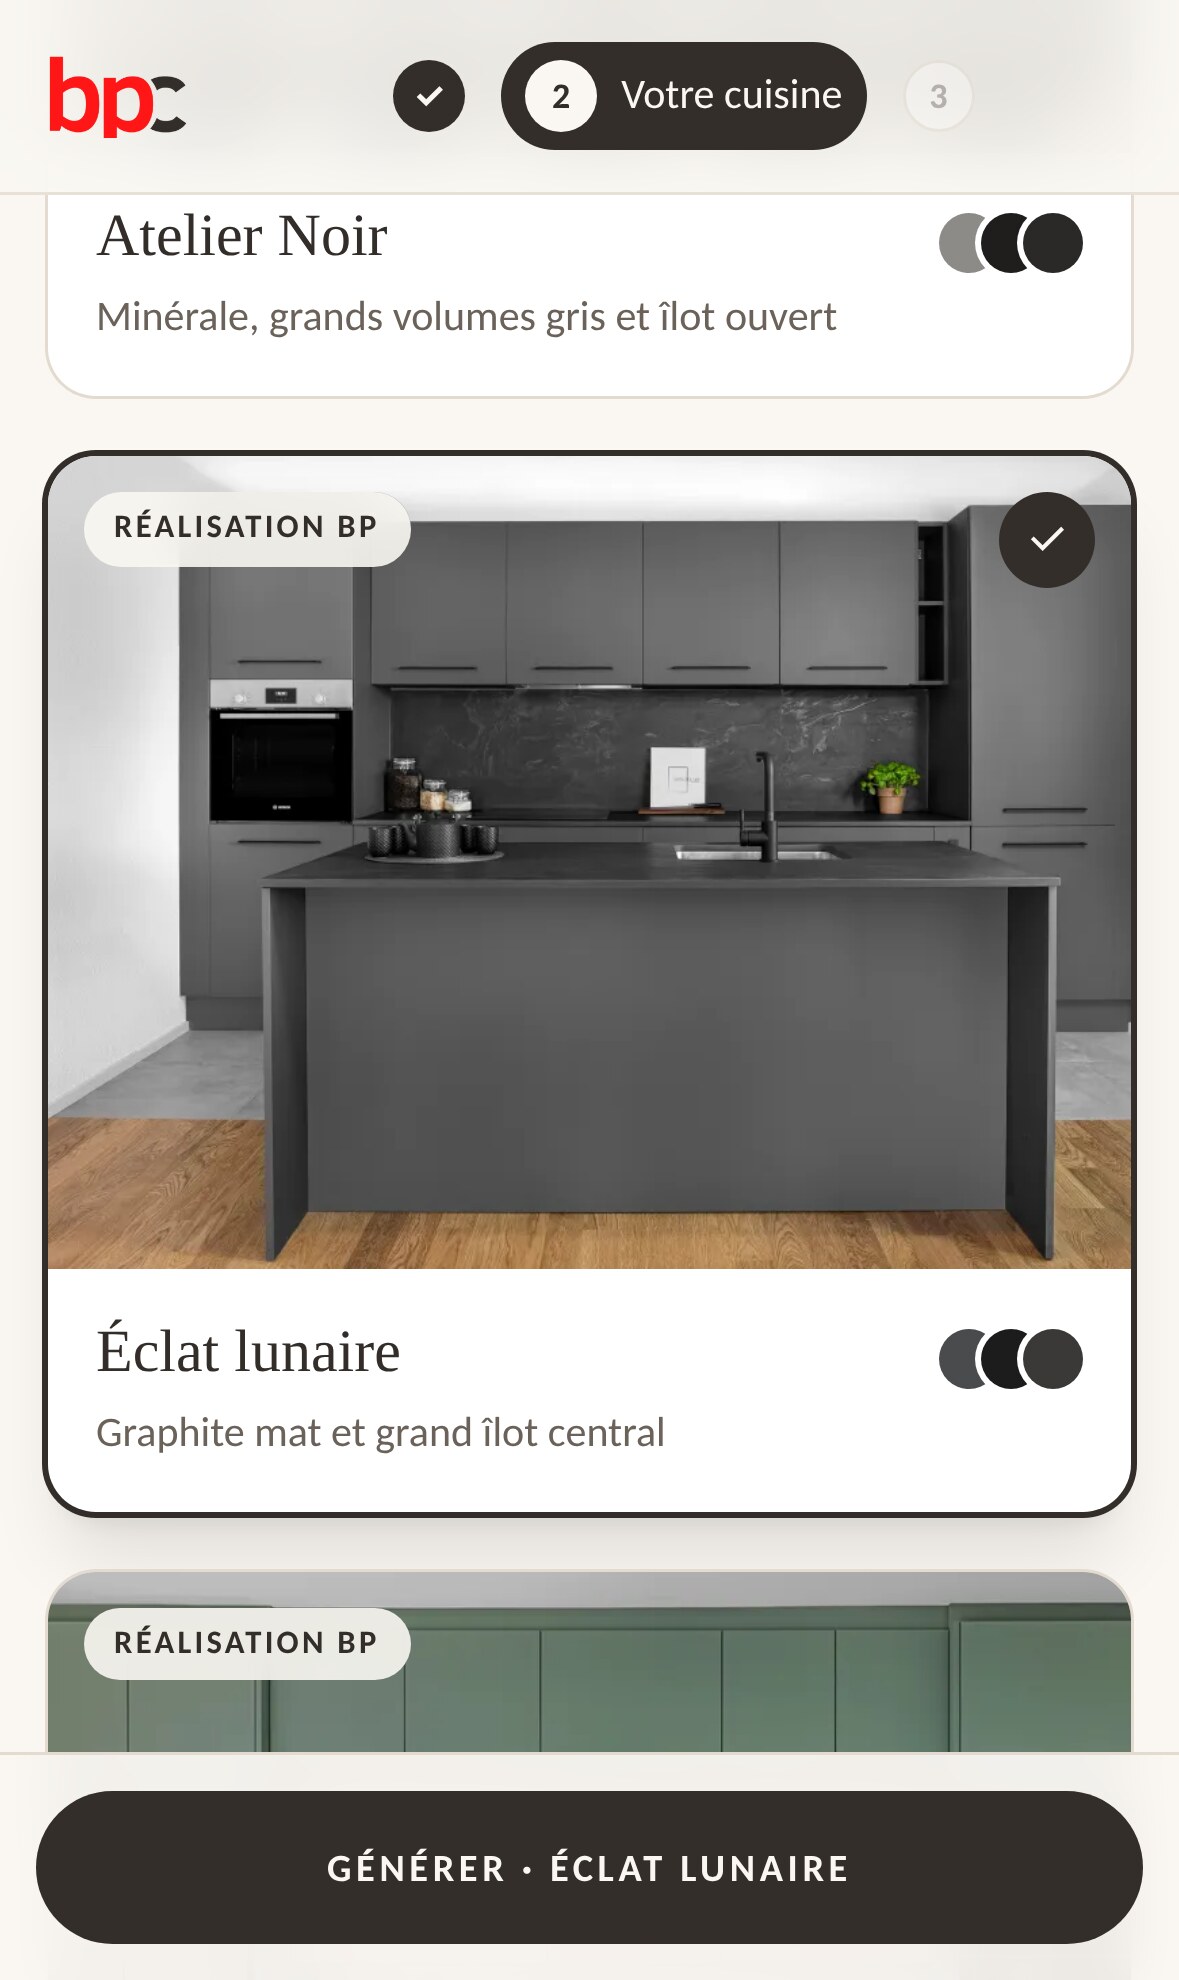 bpc
2 Votre cuisine 3
Atelier Noir
Minérale, grands volumes gris et îlot ouvert
RÉALISATION BP
Éclat lunaire
Graphite mat et grand îlot central
RÉALISATION BP
GÉNÉRER · ÉCLAT LUNAIRE